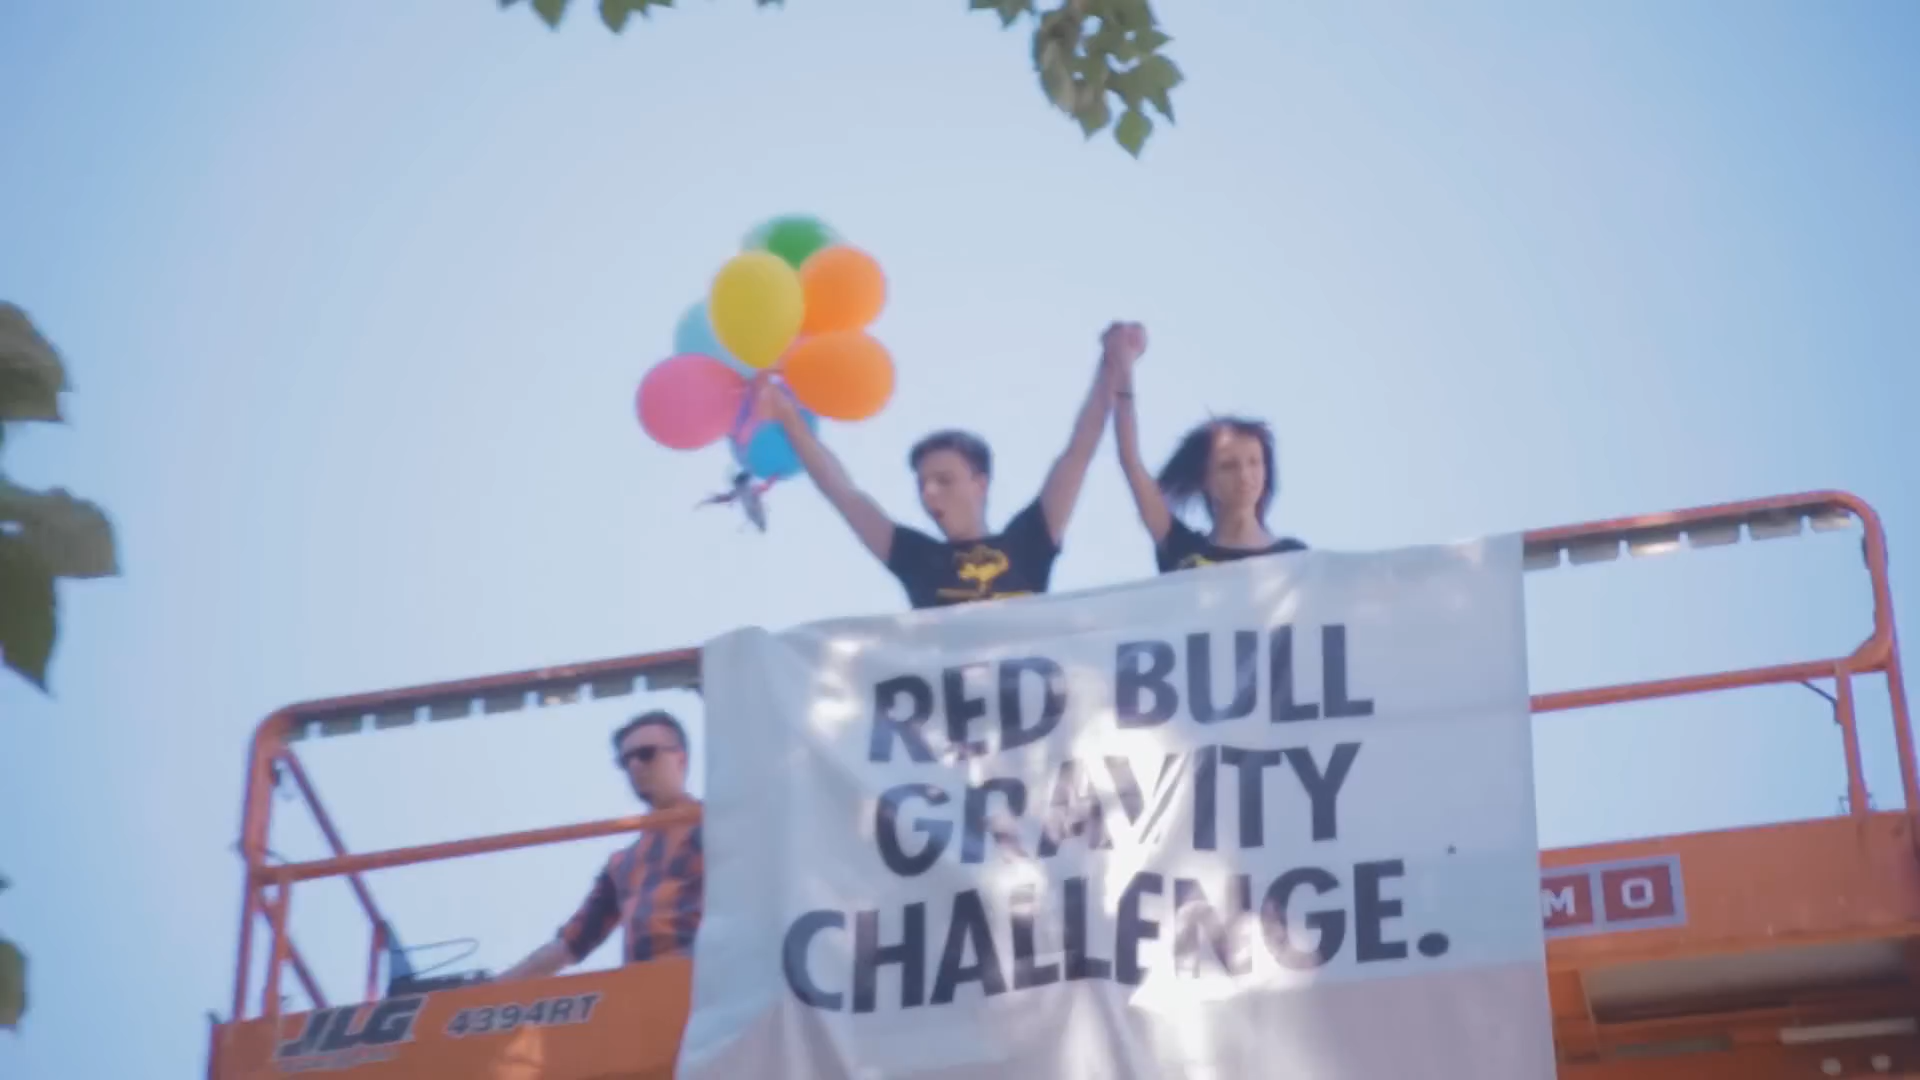 RED BULL
GRAVITY
CHALLENGE.
MO
JLG 4394RT